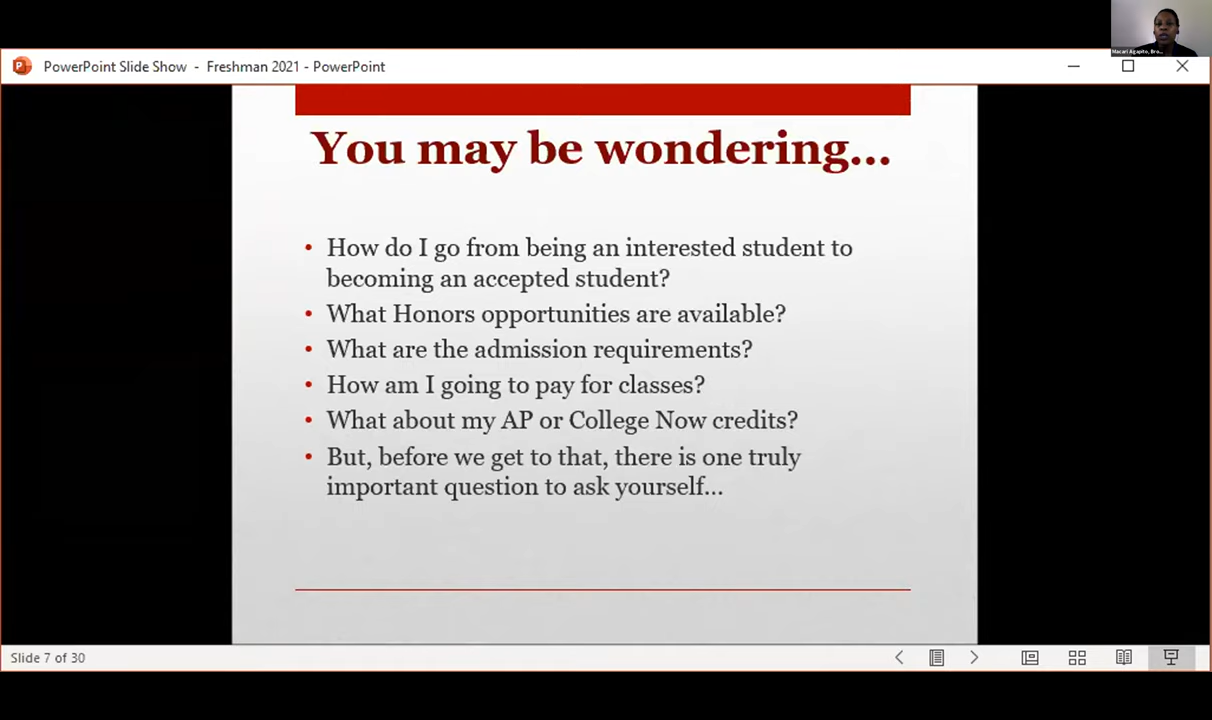 Macari Agapito, Bro...
PowerPoint Slide Show - Freshman 2021 - PowerPoint
You may be wondering...
• How do I go from being an interested student to
becoming an accepted student?
• What Honors opportunities are available?
• What are the admission requirements?
• How am I going to pay for classes?
• What about my AP or College Now credits?
• But, before we get to that, there is one truly
important question to ask yourself...
Slide 7 of 30